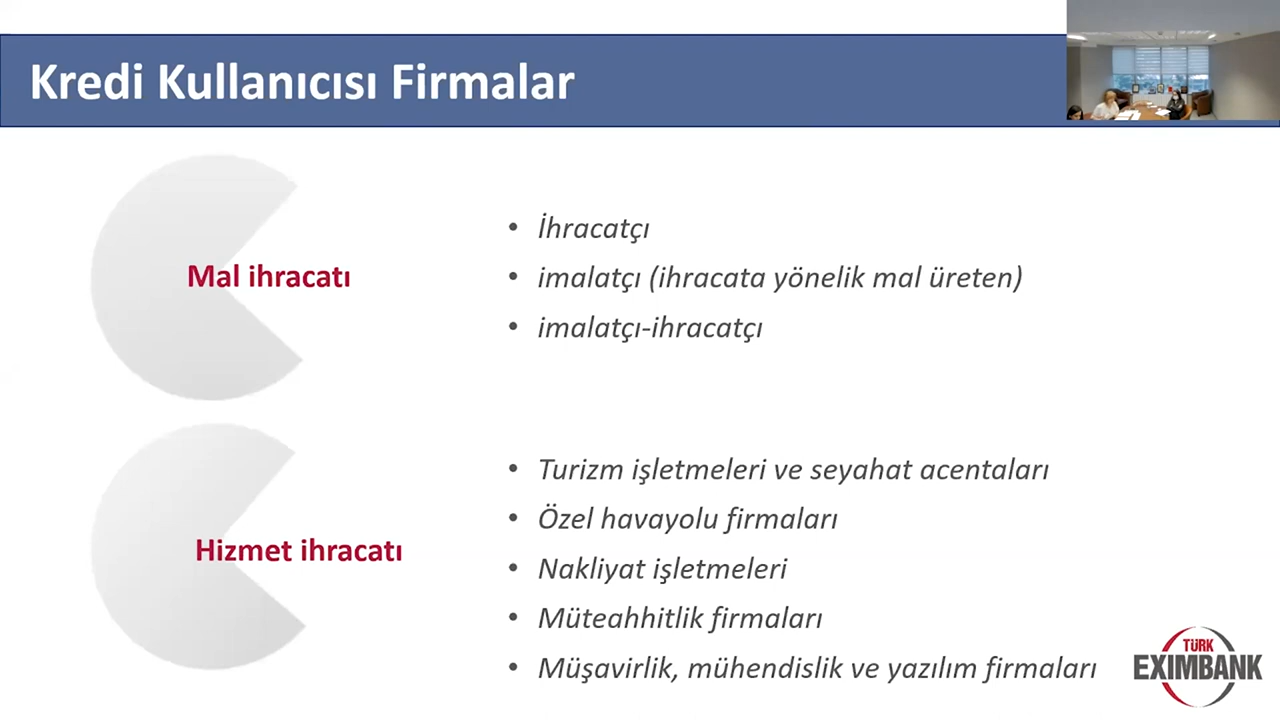 Kredi Kullanıcısı Firmalar
Mal ihracatı
• İhracatçı
• imalatçı (ihracata yönelik mal üreten)
• imalatçı-ihracatçı
Hizmet ihracatı
• Turizm işletmeleri ve seyahat acentaları
• Özel havayolu firmaları
• Nakliyat işletmeleri
• Müteahhitlik firmaları
• Müşavirlik, mühendislik ve yazılım firmaları
TÜRK
EXIMBANK